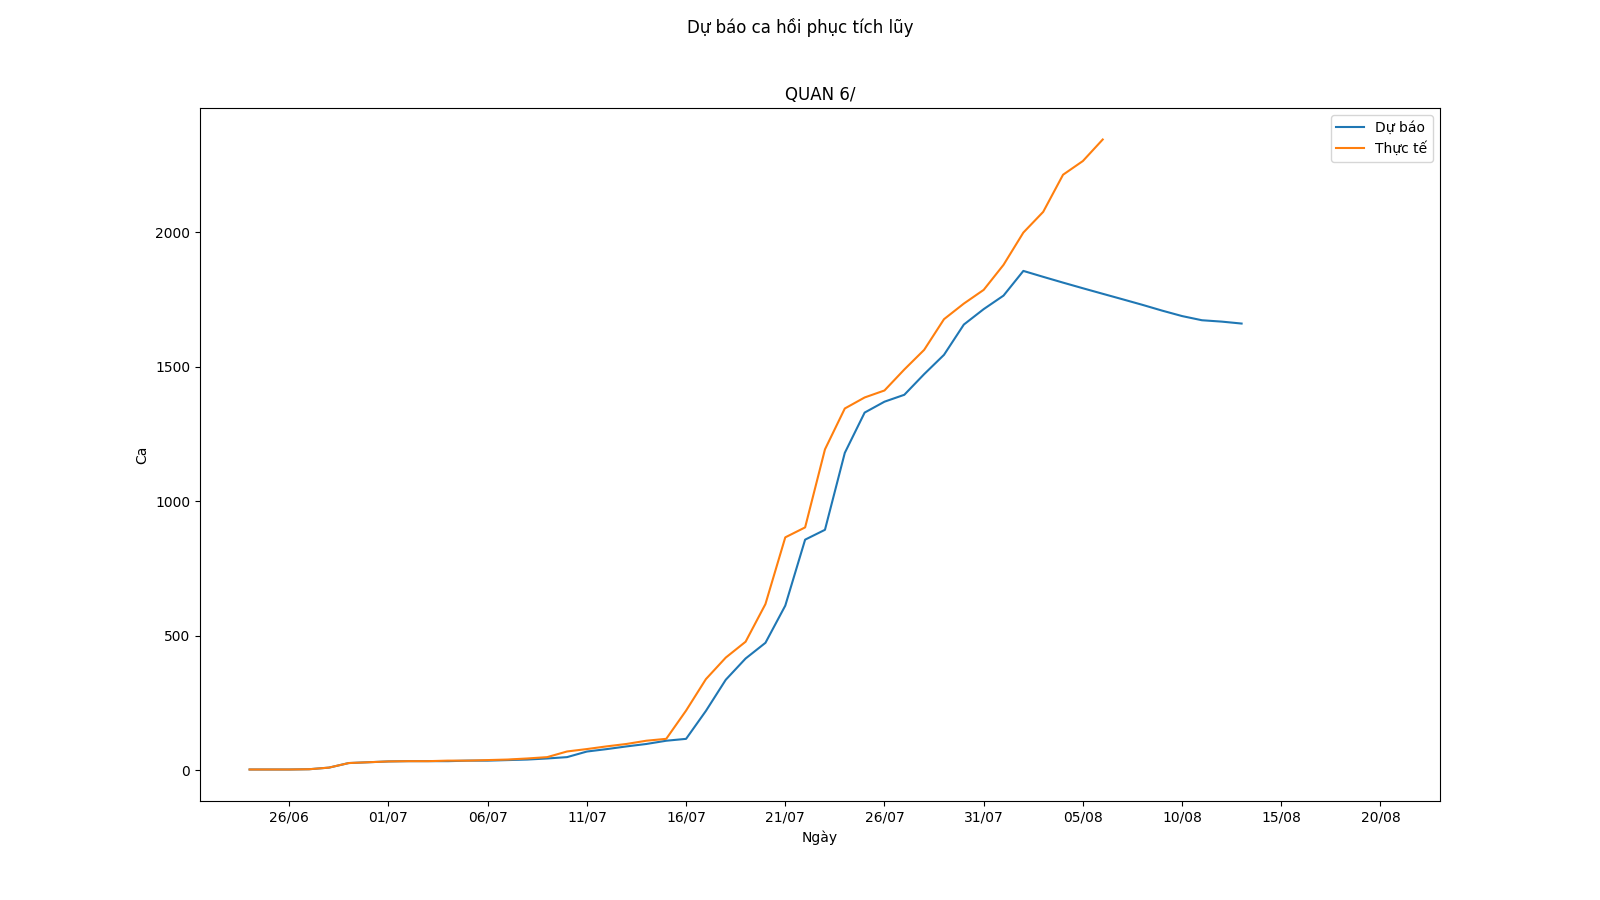 Dự báo ca hồi phục tích lũy
QUAN 6/
Dự báo
Thực tế
Ca
2000
1500
1000
500
0
26/06 01/07 06/07 11/07 16/07 21/07 26/07 31/07 05/08 10/08 15/08 20/08
Ngày